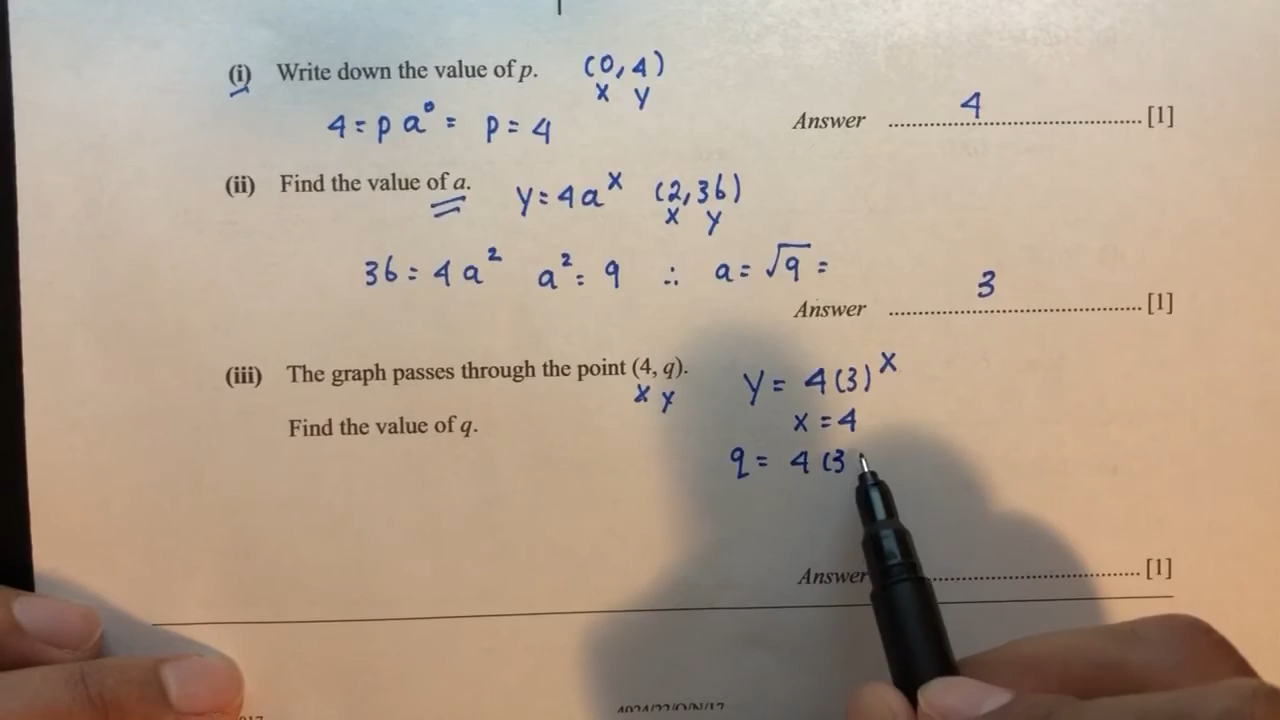 (i) Write down the value of p. (0, 4)
x y
4 = p a⁰ = p = 4
Answer 4 [1]
(ii) Find the value of a. y = 4a^x (2, 36)
x y
36 = 4a² a² = 9 ∴ a = √9 =
Answer 3 [1]
(iii) The graph passes through the point (4, q). y = 4(3)^x
x y
x = 4
Find the value of q.
q = 4(3
Answer [1]